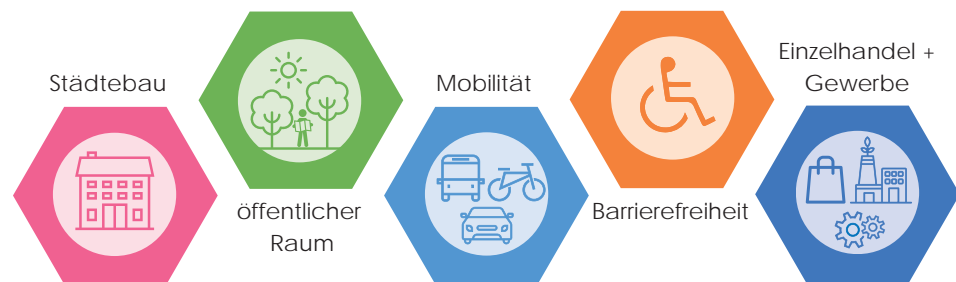 Städtebau
öffentlicher
Raum
Mobilität
Barrierefreiheit
Einzelhandel +
Gewerbe